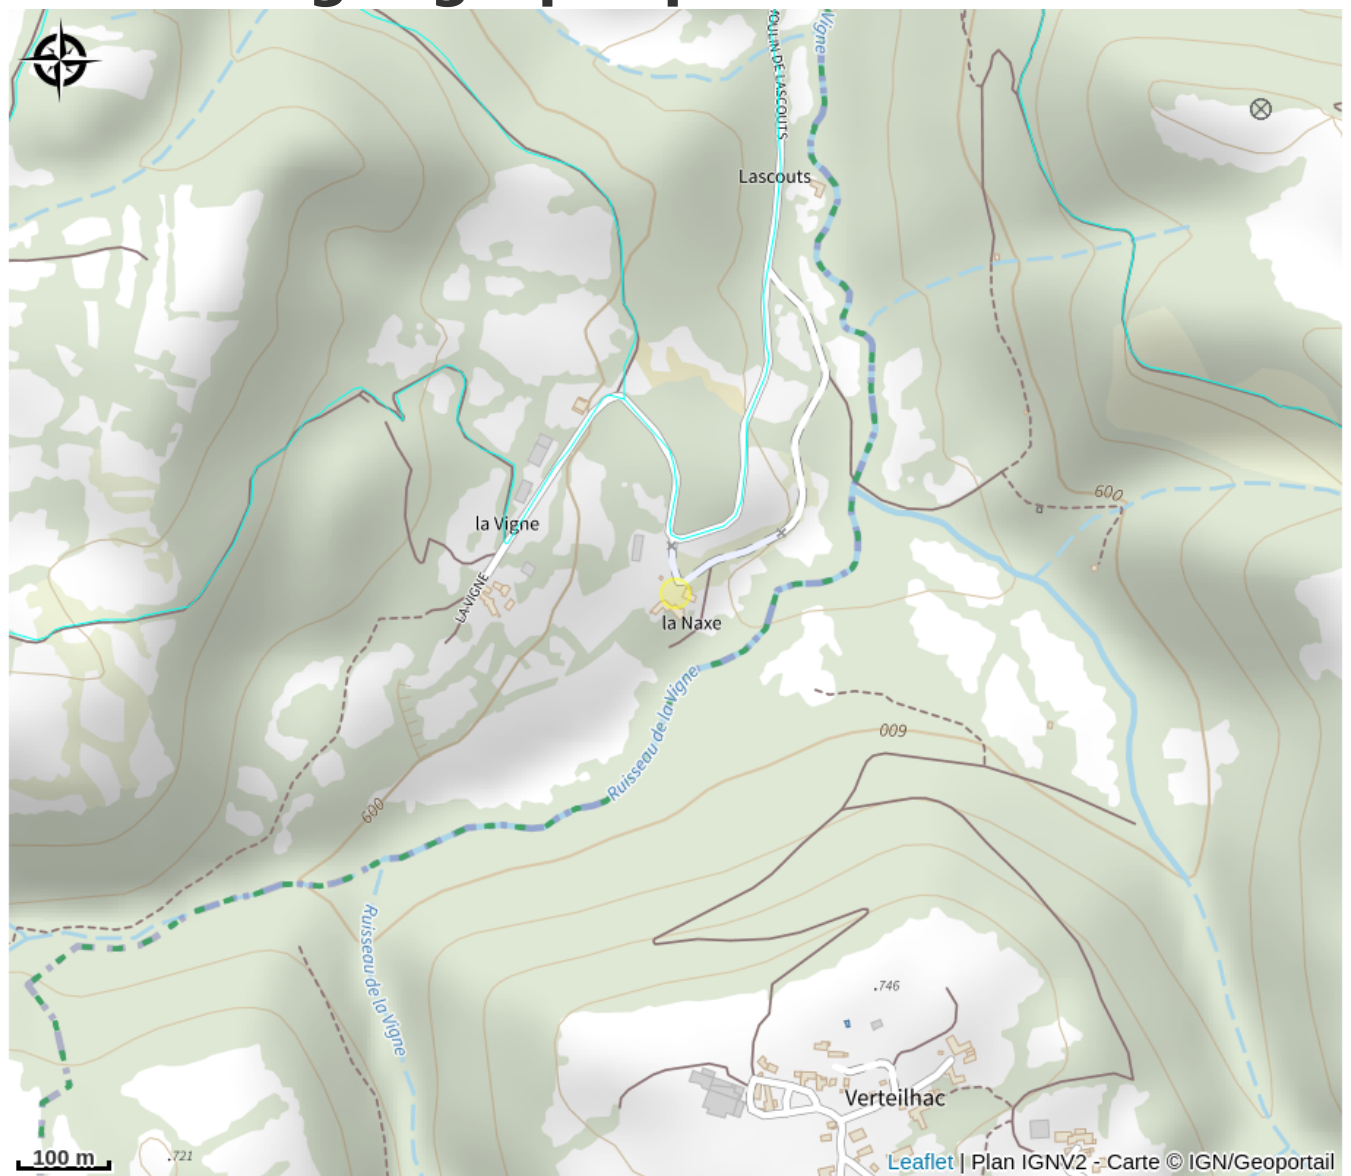 MOULIN DE LASCOUTS
Vigne
Lascouts
600
la Vigne
LA VIGNE
la Naxe
Ruisseau de la Vigne
600
600
Ruisseau de la Vigne
.746
Verteilhac
.721
100 m
Leaflet | Plan IGNV2 - Carte © IGN/Geoportail